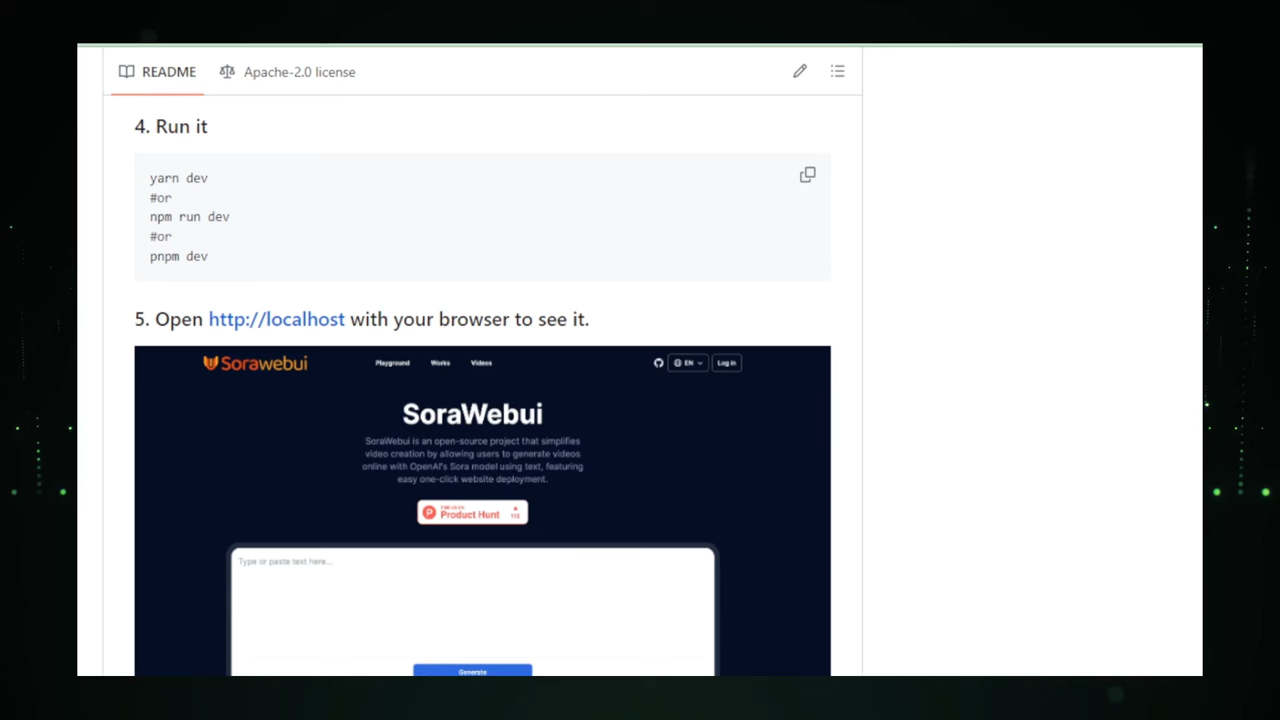 README
Apache-2.0 license
4. Run it
yarn dev
#or
npm run dev
#or
pnpm dev
5. Open http://localhost with your browser to see it.
Sorawebui
Playground
Works
Videos
EN
Log in
SoraWebui
SoraWebui is an open-source project that simplifies
video creation by allowing users to generate videos
online with OpenAI's Sora model using text, featuring
easy one-click website deployment.
Product Hunt
Type or paste text here...
Generate